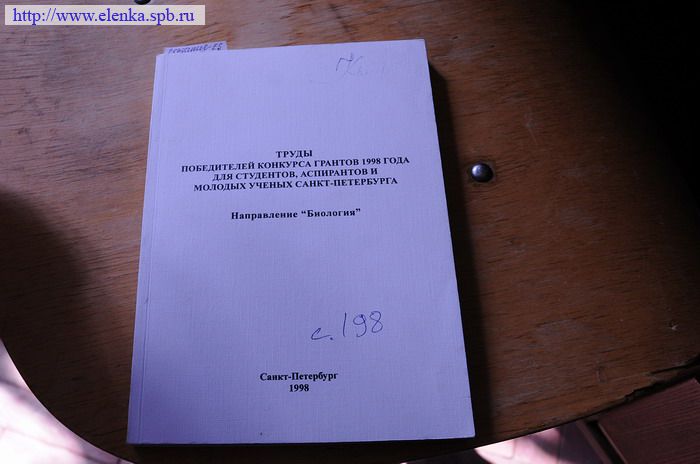 http://www.elenka.spb.ru
ТРУДЫ
ПОБЕДИТЕЛЕЙ КОНКУРСА ГРАНТОВ 1998 ГОДА
ДЛЯ СТУДЕНТОВ, АСПИРАНТОВ И
МОЛОДЫХ УЧЕНЫХ САНКТ-ПЕТЕРБУРГА
Направление "Биология"
с. 198
Санкт-Петербург
1998